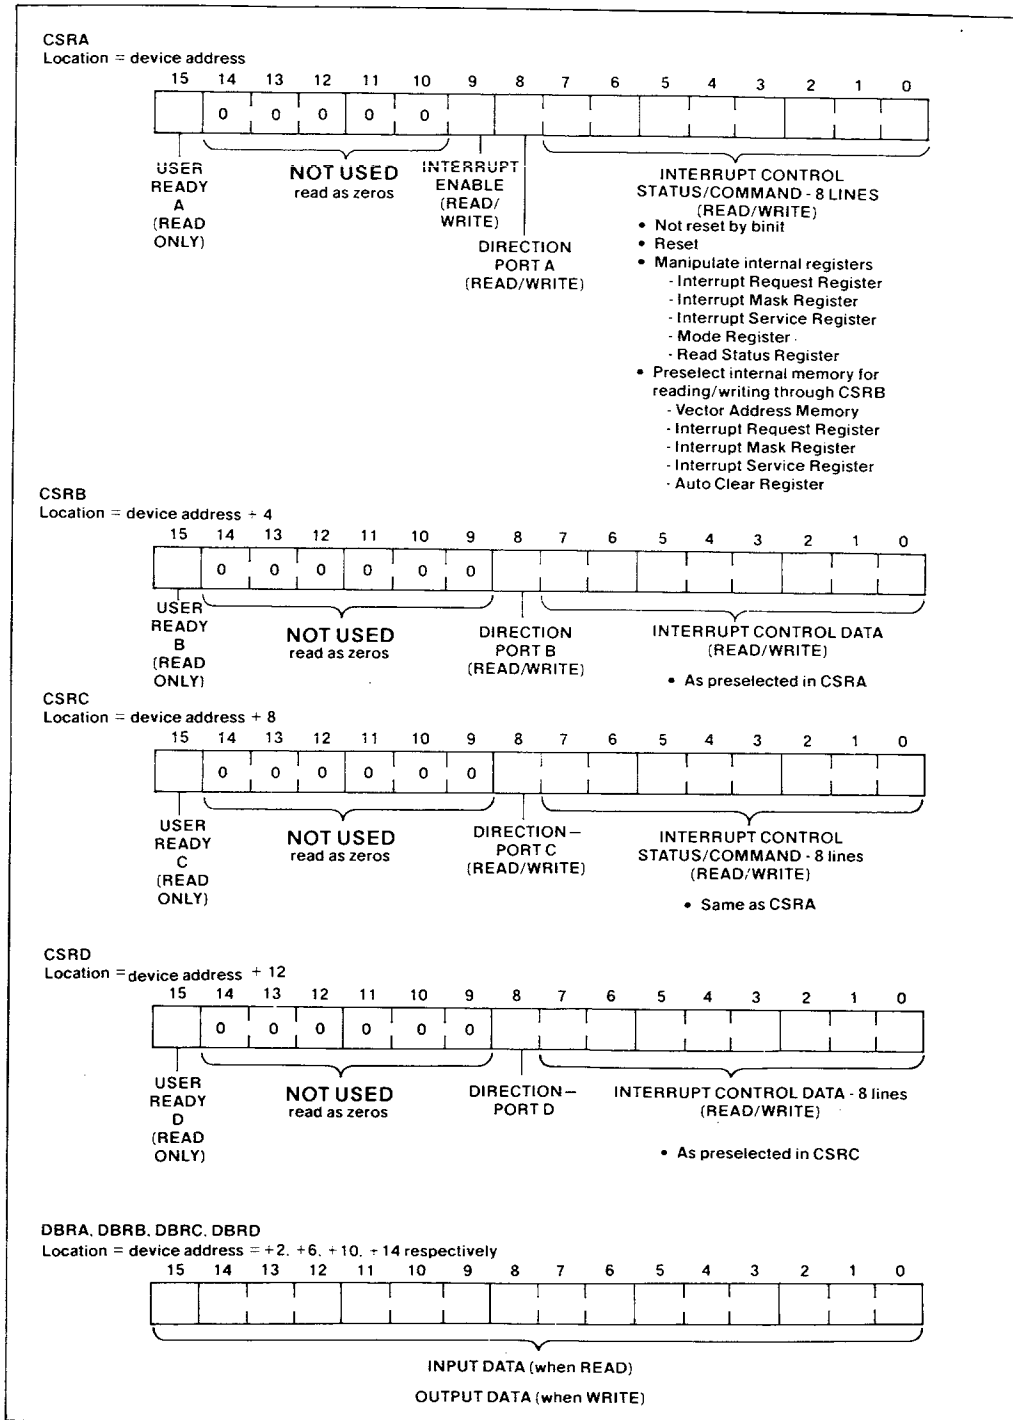 CSRA
Location = device address
15 14 13 12 11 10 9 8 7 6 5 4 3 2 1 0
0 0 0 0 0
USER
READY
A
(READ
ONLY)
NOT USED
read as zeros
INTERRUPT
ENABLE
(READ/
WRITE)
DIRECTION
PORT A
(READ/WRITE)
INTERRUPT CONTROL
STATUS/COMMAND - 8 LINES
(READ/WRITE)
• Not reset by binit
• Reset
• Manipulate internal registers
- Interrupt Request Register
- Interrupt Mask Register
- Interrupt Service Register
- Mode Register
- Read Status Register
• Preselect internal memory for
reading/writing through CSRB
- Vector Address Memory
- Interrupt Request Register
- Interrupt Mask Register
- Interrupt Service Register
- Auto Clear Register
CSRB
Location = device address + 4
15 14 13 12 11 10 9 8 7 6 5 4 3 2 1 0
0 0 0 0 0 0
USER
READY
B
(READ
ONLY)
NOT USED
read as zeros
DIRECTION
PORT B
(READ/WRITE)
INTERRUPT CONTROL DATA
(READ/WRITE)
• As preselected in CSRA
CSRC
Location = device address + 8
15 14 13 12 11 10 9 8 7 6 5 4 3 2 1 0
0 0 0 0 0 0
USER
READY
C
(READ
ONLY)
NOT USED
read as zeros
DIRECTION—
PORT C
(READ/WRITE)
INTERRUPT CONTROL
STATUS/COMMAND - 8 lines
(READ/WRITE)
• Same as CSRA
CSRD
Location = device address + 12
15 14 13 12 11 10 9 8 7 6 5 4 3 2 1 0
0 0 0 0 0 0
USER
READY
D
(READ
ONLY)
NOT USED
read as zeros
DIRECTION—
PORT D
INTERRUPT CONTROL DATA - 8 lines
(READ/WRITE)
• As preselected in CSRC
DBRA, DBRB, DBRC, DBRD
Location = device address = +2, +6, +10, +14 respectively
15 14 13 12 11 10 9 8 7 6 5 4 3 2 1 0
INPUT DATA (when READ)
OUTPUT DATA (when WRITE)